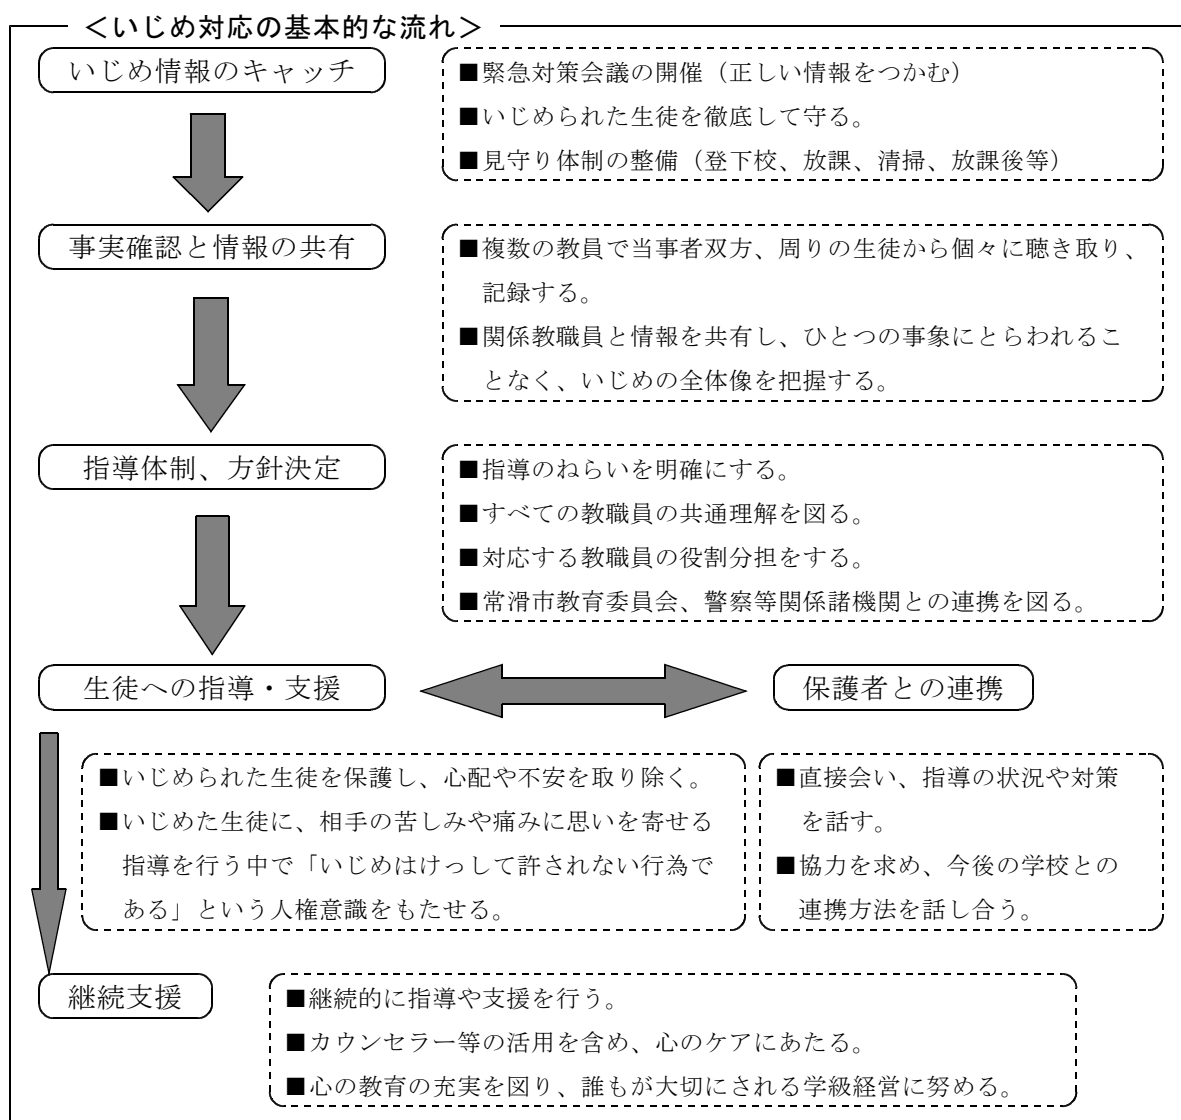 ＜いじめ対応の基本的な流れ＞
いじめ情報のキャッチ
■緊急対策会議の開催（正しい情報をつかむ）
■いじめられた生徒を徹底して守る。
■見守り体制の整備（登下校、放課、清掃、放課後等）
事実確認と情報の共有
■複数の教員で当事者双方、周りの生徒から個々に聴き取り、
記録する。
■関係教職員と情報を共有し、ひとつの事象にとらわれるこ
となく、いじめの全体像を把握する。
指導体制、方針決定
■指導のねらいを明確にする。
■すべての教職員の共通理解を図る。
■対応する教職員の役割分担をする。
■常滑市教育委員会、警察等関係諸機関との連携を図る。
生徒への指導・支援
保護者との連携
■いじめられた生徒を保護し、心配や不安を取り除く。
■いじめた生徒に、相手の苦しみや痛みに思いを寄せる
指導を行う中で「いじめはけっして許されない行為で
ある」という人権意識をもたせる。
■直接会い、指導の状況や対策
を話す。
■協力を求め、今後の学校との
連携方法を話し合う。
継続支援
■継続的に指導や支援を行う。
■カウンセラー等の活用を含め、心のケアにあたる。
■心の教育の充実を図り、誰もが大切にされる学級経営に努める。